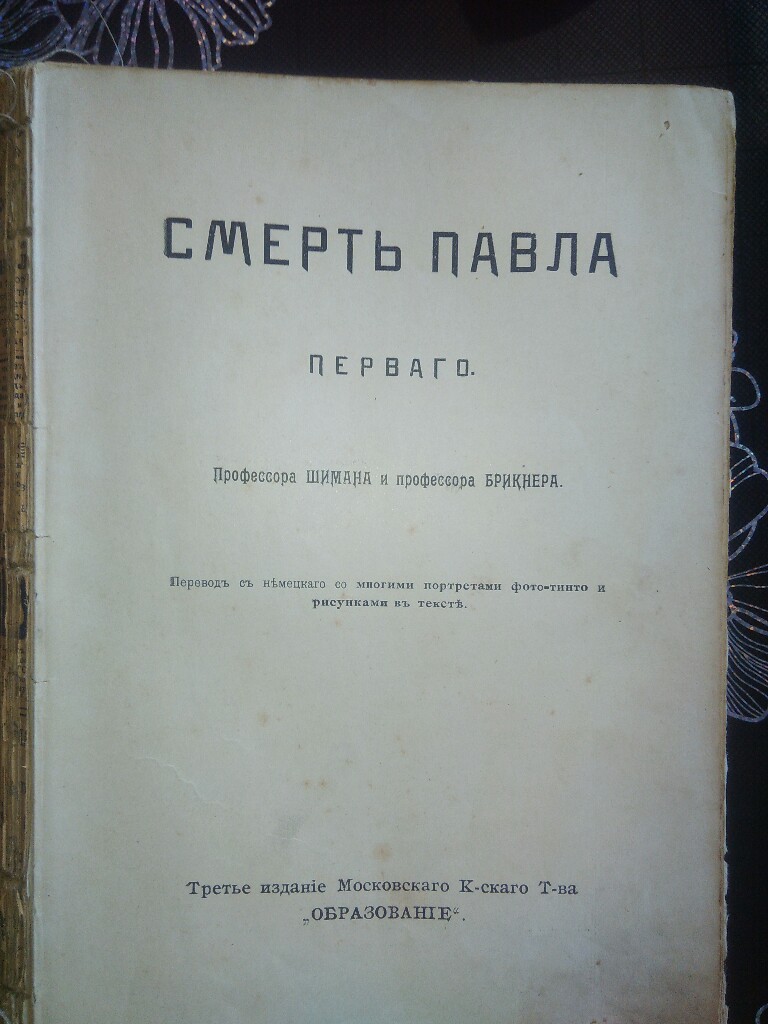 СМЕРТЬ ПАВЛА
ПЕРВАГО.
Профессора ШИМАНА и профессора БРИКНЕРА.
Переводъ съ нѣмецкаго со многими портретами фото-тинто и
рисунками въ текстѣ.
Третье изданіе Московскаго К-скаго Т-ва
„ОБРАЗОВАНІЕ“.